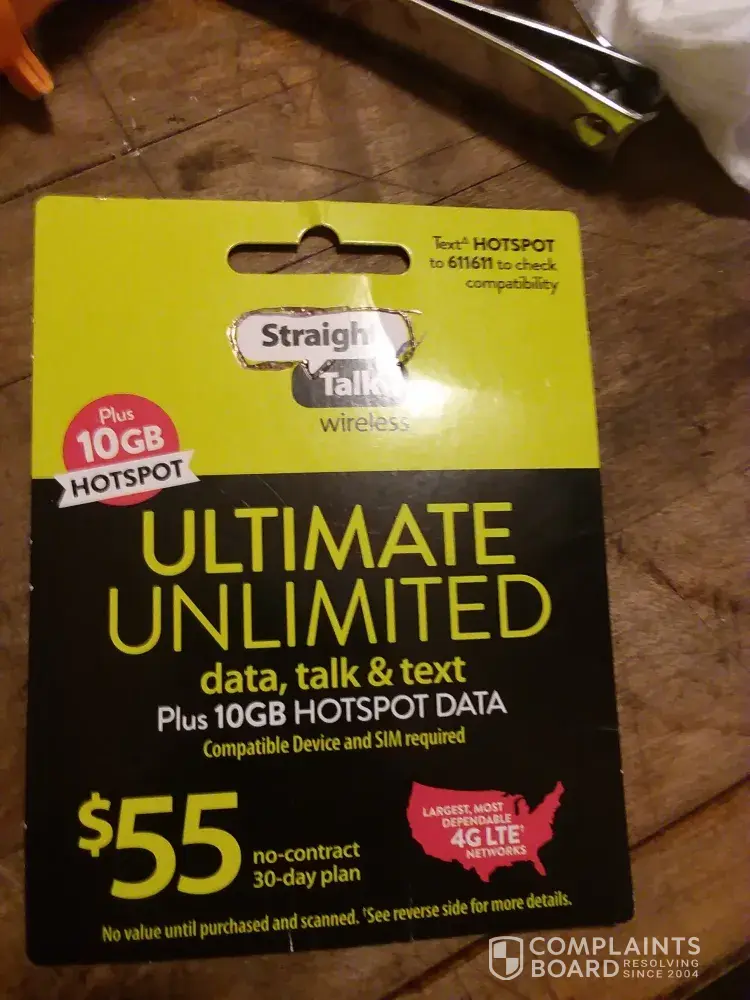 Text^ HOTSPOT
to 611611 to check
compatibility
Straigh
Talk
wireless
Plus
10GB
HOTSPOT
ULTIMATE
UNLIMITED
data, talk & text
Plus 10GB HOTSPOT DATA
Compatible Device and SIM required
$55
no-contract
30-day plan
LARGEST, MOST
DEPENDABLE
4G LTE†
NETWORKS
No value until purchased and scanned. †See reverse side for more details.
COMPLAINTS
BOARD RESOLVING
SINCE 2004